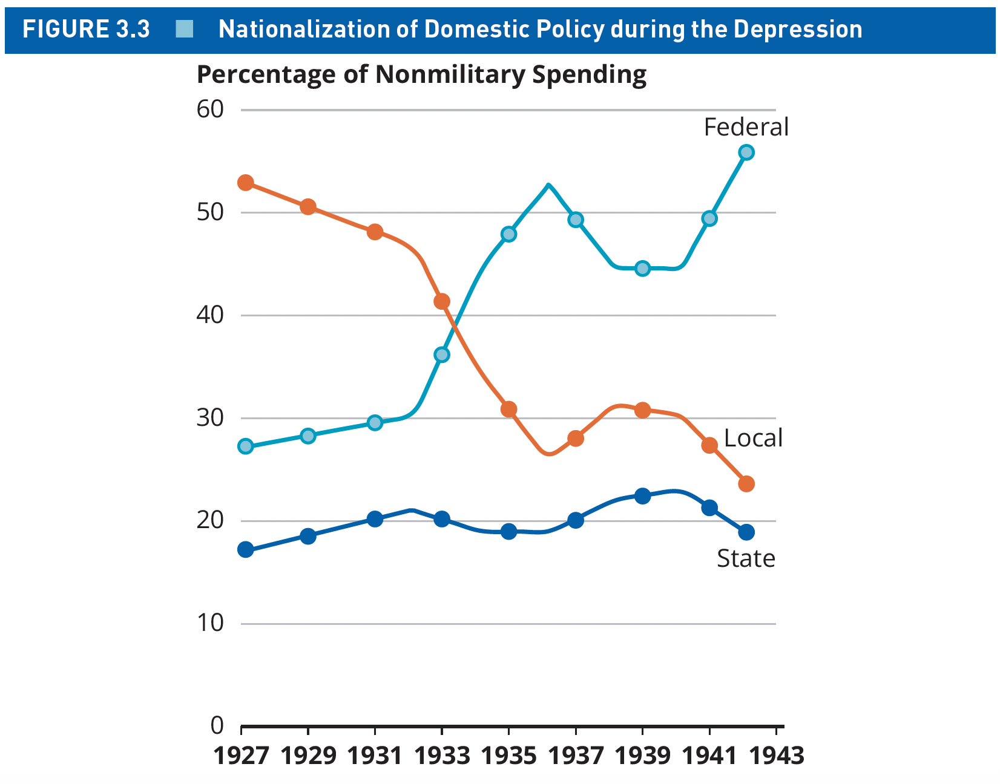 FIGURE 3.3 Nationalization of Domestic Policy during the Depression
Percentage of Nonmilitary Spending
60
Federal
50
40
30
Local
20
State
10
0
1927 1929 1931 1933 1935 1937 1939 1941 1943